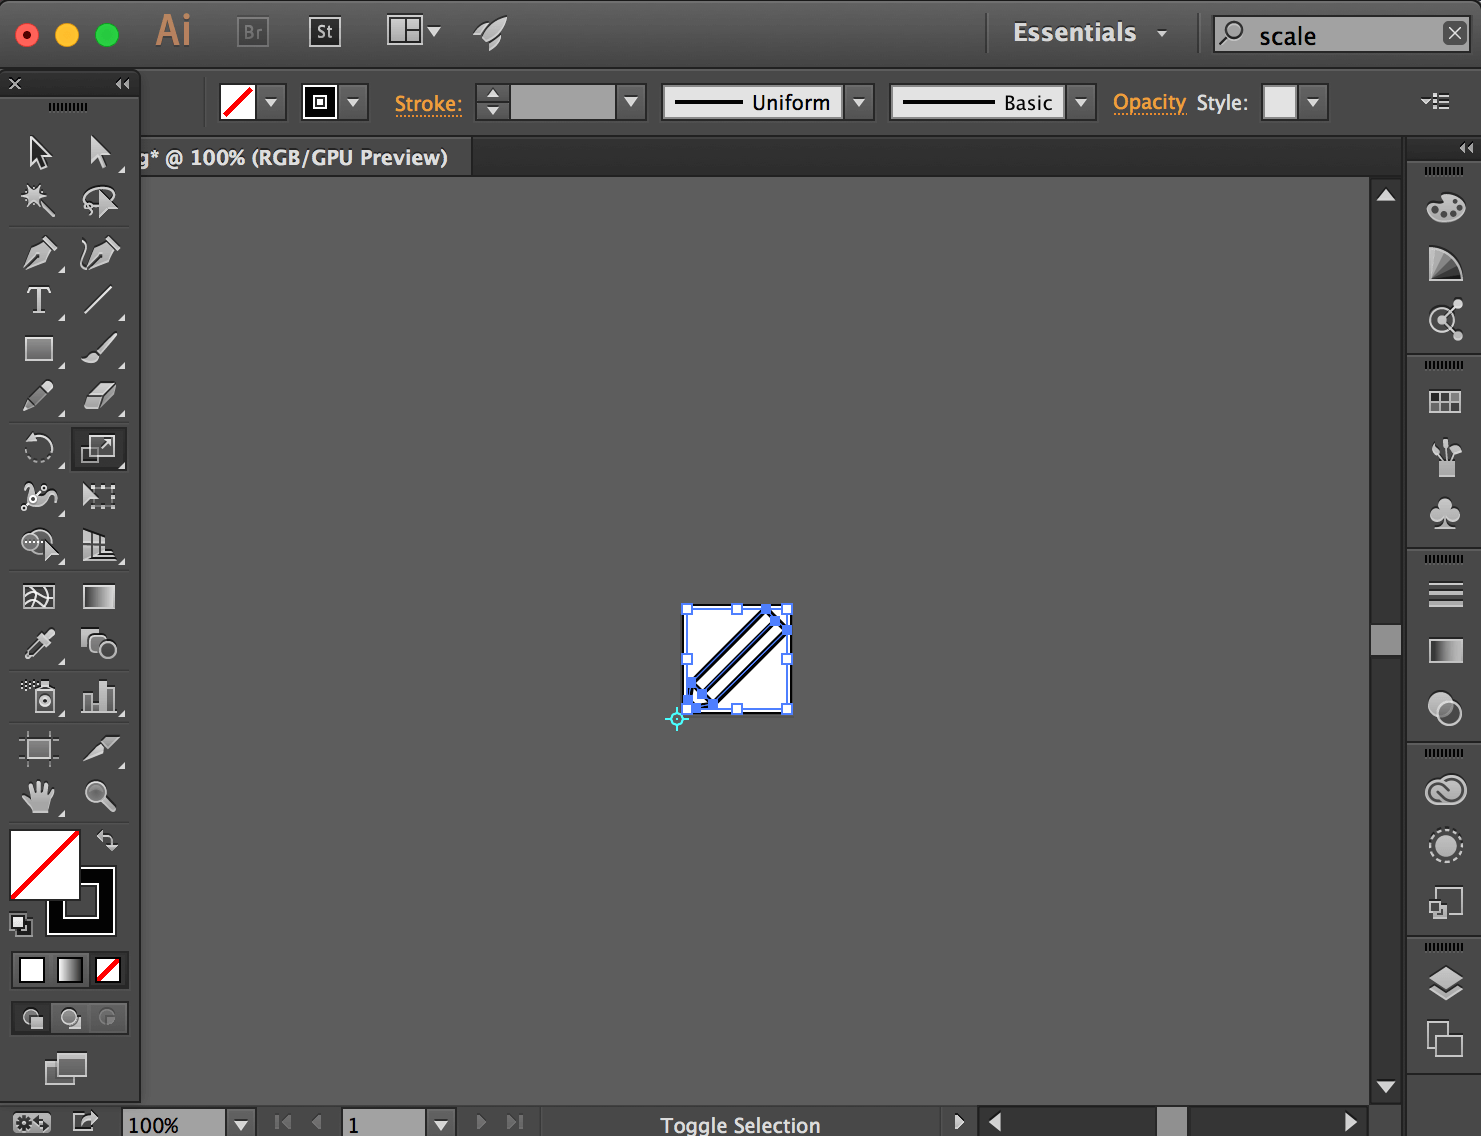 Ai Br St Essentials scale
Stroke: Uniform Basic Opacity Style:
g* @ 100% (RGB/GPU Preview)
T
100% 1 Toggle Selection